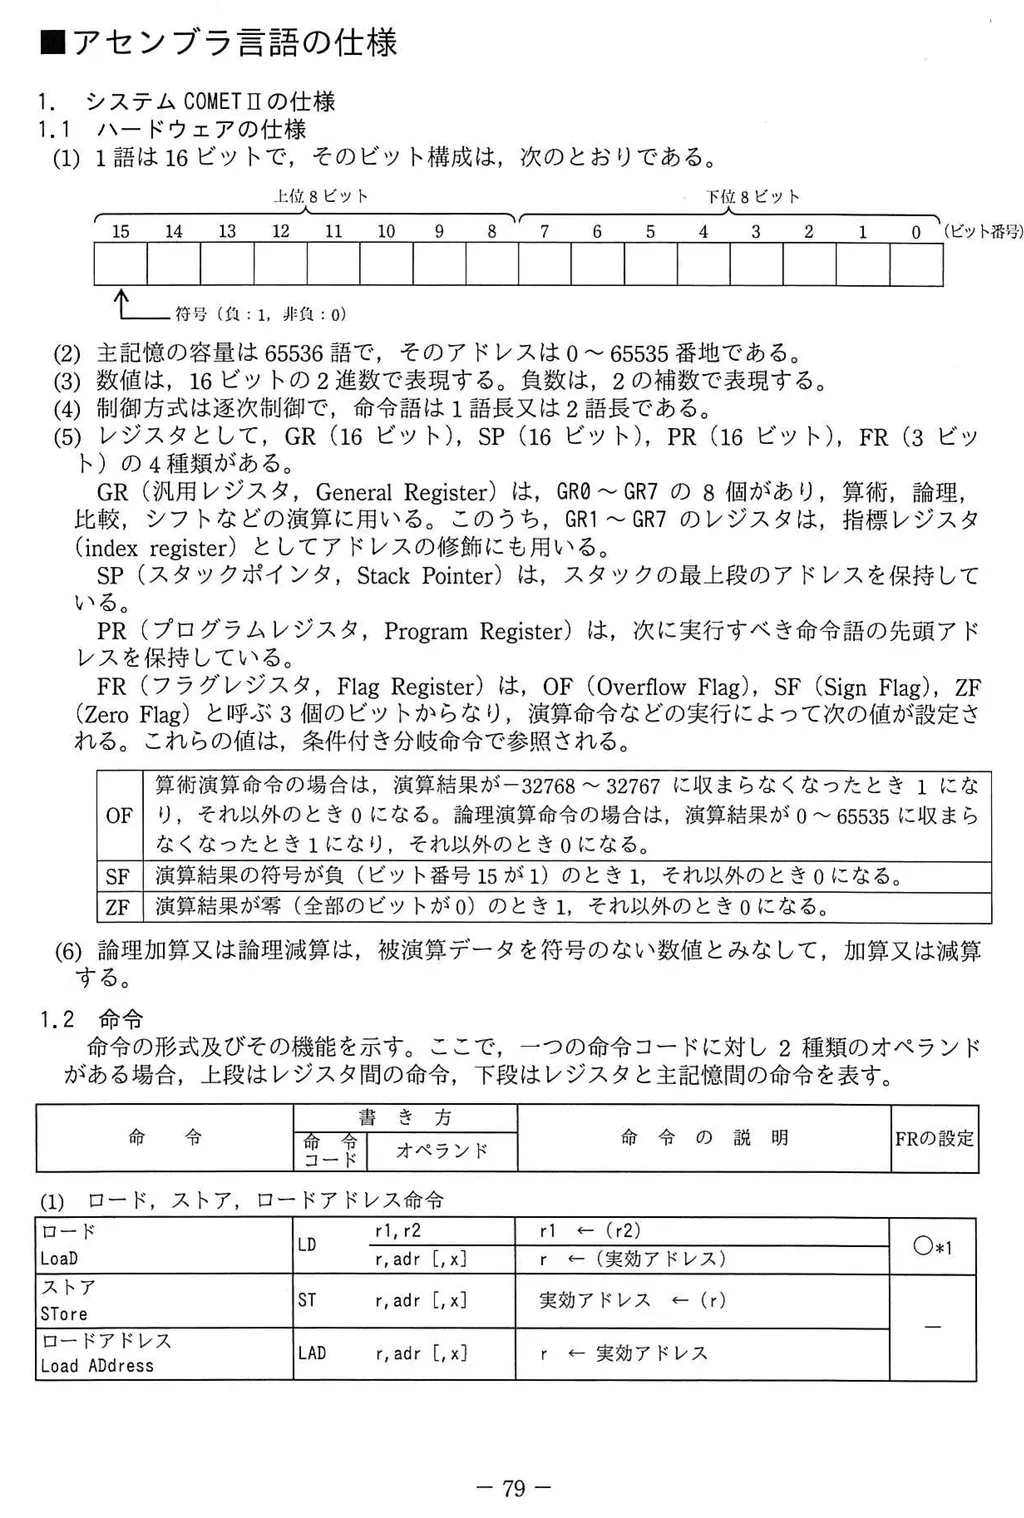 ■アセンブラ言語の仕様
1. システム COMETⅡの仕様
1.1 ハードウェアの仕様
(1) 1語は16ビットで，そのビット構成は，次のとおりである。
上位8ビット 下位8ビット
15 14 13 12 11 10 9 8 7 6 5 4 3 2 1 0 (ビット番号)
符号（負：1，非負：0）
(2) 主記憶の容量は65536語で，そのアドレスは0～65535番地である。
(3) 数値は，16ビットの2進数で表現する。負数は，2の補数で表現する。
(4) 制御方式は逐次制御で，命令語は1語長又は2語長である。
(5) レジスタとして，GR（16ビット），SP（16ビット），PR（16ビット），FR（3ビッ
ト）の4種類がある。
GR（汎用レジスタ，General Register）は，GR0～GR7の8個があり，算術，論理，
比較，シフトなどの演算に用いる。このうち，GR1～GR7のレジスタは，指標レジスタ
（index register）としてアドレスの修飾にも用いる。
SP（スタックポインタ，Stack Pointer）は，スタックの最上段のアドレスを保持して
いる。
PR（プログラムレジスタ，Program Register）は，次に実行すべき命令語の先頭アド
レスを保持している。
FR（フラグレジスタ，Flag Register）は，OF（Overflow Flag），SF（Sign Flag），ZF
（Zero Flag）と呼ぶ3個のビットからなり，演算命令などの実行によって次の値が設定さ
れる。これらの値は，条件付き分岐命令で参照される。
算術演算命令の場合は，演算結果が－32768～32767に収まらなくなったとき1にな
OF り，それ以外のとき0になる。論理演算命令の場合は，演算結果が0～65535に収まら
なくなったとき1になり，それ以外のとき0になる。
SF 演算結果の符号が負（ビット番号15が1）のとき1，それ以外のとき0になる。
ZF 演算結果が零（全部のビットが0）のとき1，それ以外のとき0になる。
(6) 論理加算又は論理減算は，被演算データを符号のない数値とみなして，加算又は減算
する。
1.2 命令
命令の形式及びその機能を示す。ここで，一つの命令コードに対し2種類のオペランド
がある場合，上段はレジスタ間の命令，下段はレジスタと主記憶間の命令を表す。
書き方
命令 命令コード オペランド 命令の説明 FRの設定
(1) ロード，ストア，ロードアドレス命令
ロード r1,r2 r1 ← (r2)
LD ○*1
LoaD r,adr [,x] r ← (実効アドレス)
ストア
ST r,adr [,x] 実効アドレス ← (r)
STore
－
ロードアドレス
LAD r,adr [,x] r ← 実効アドレス
Load ADdress
－ 79 －